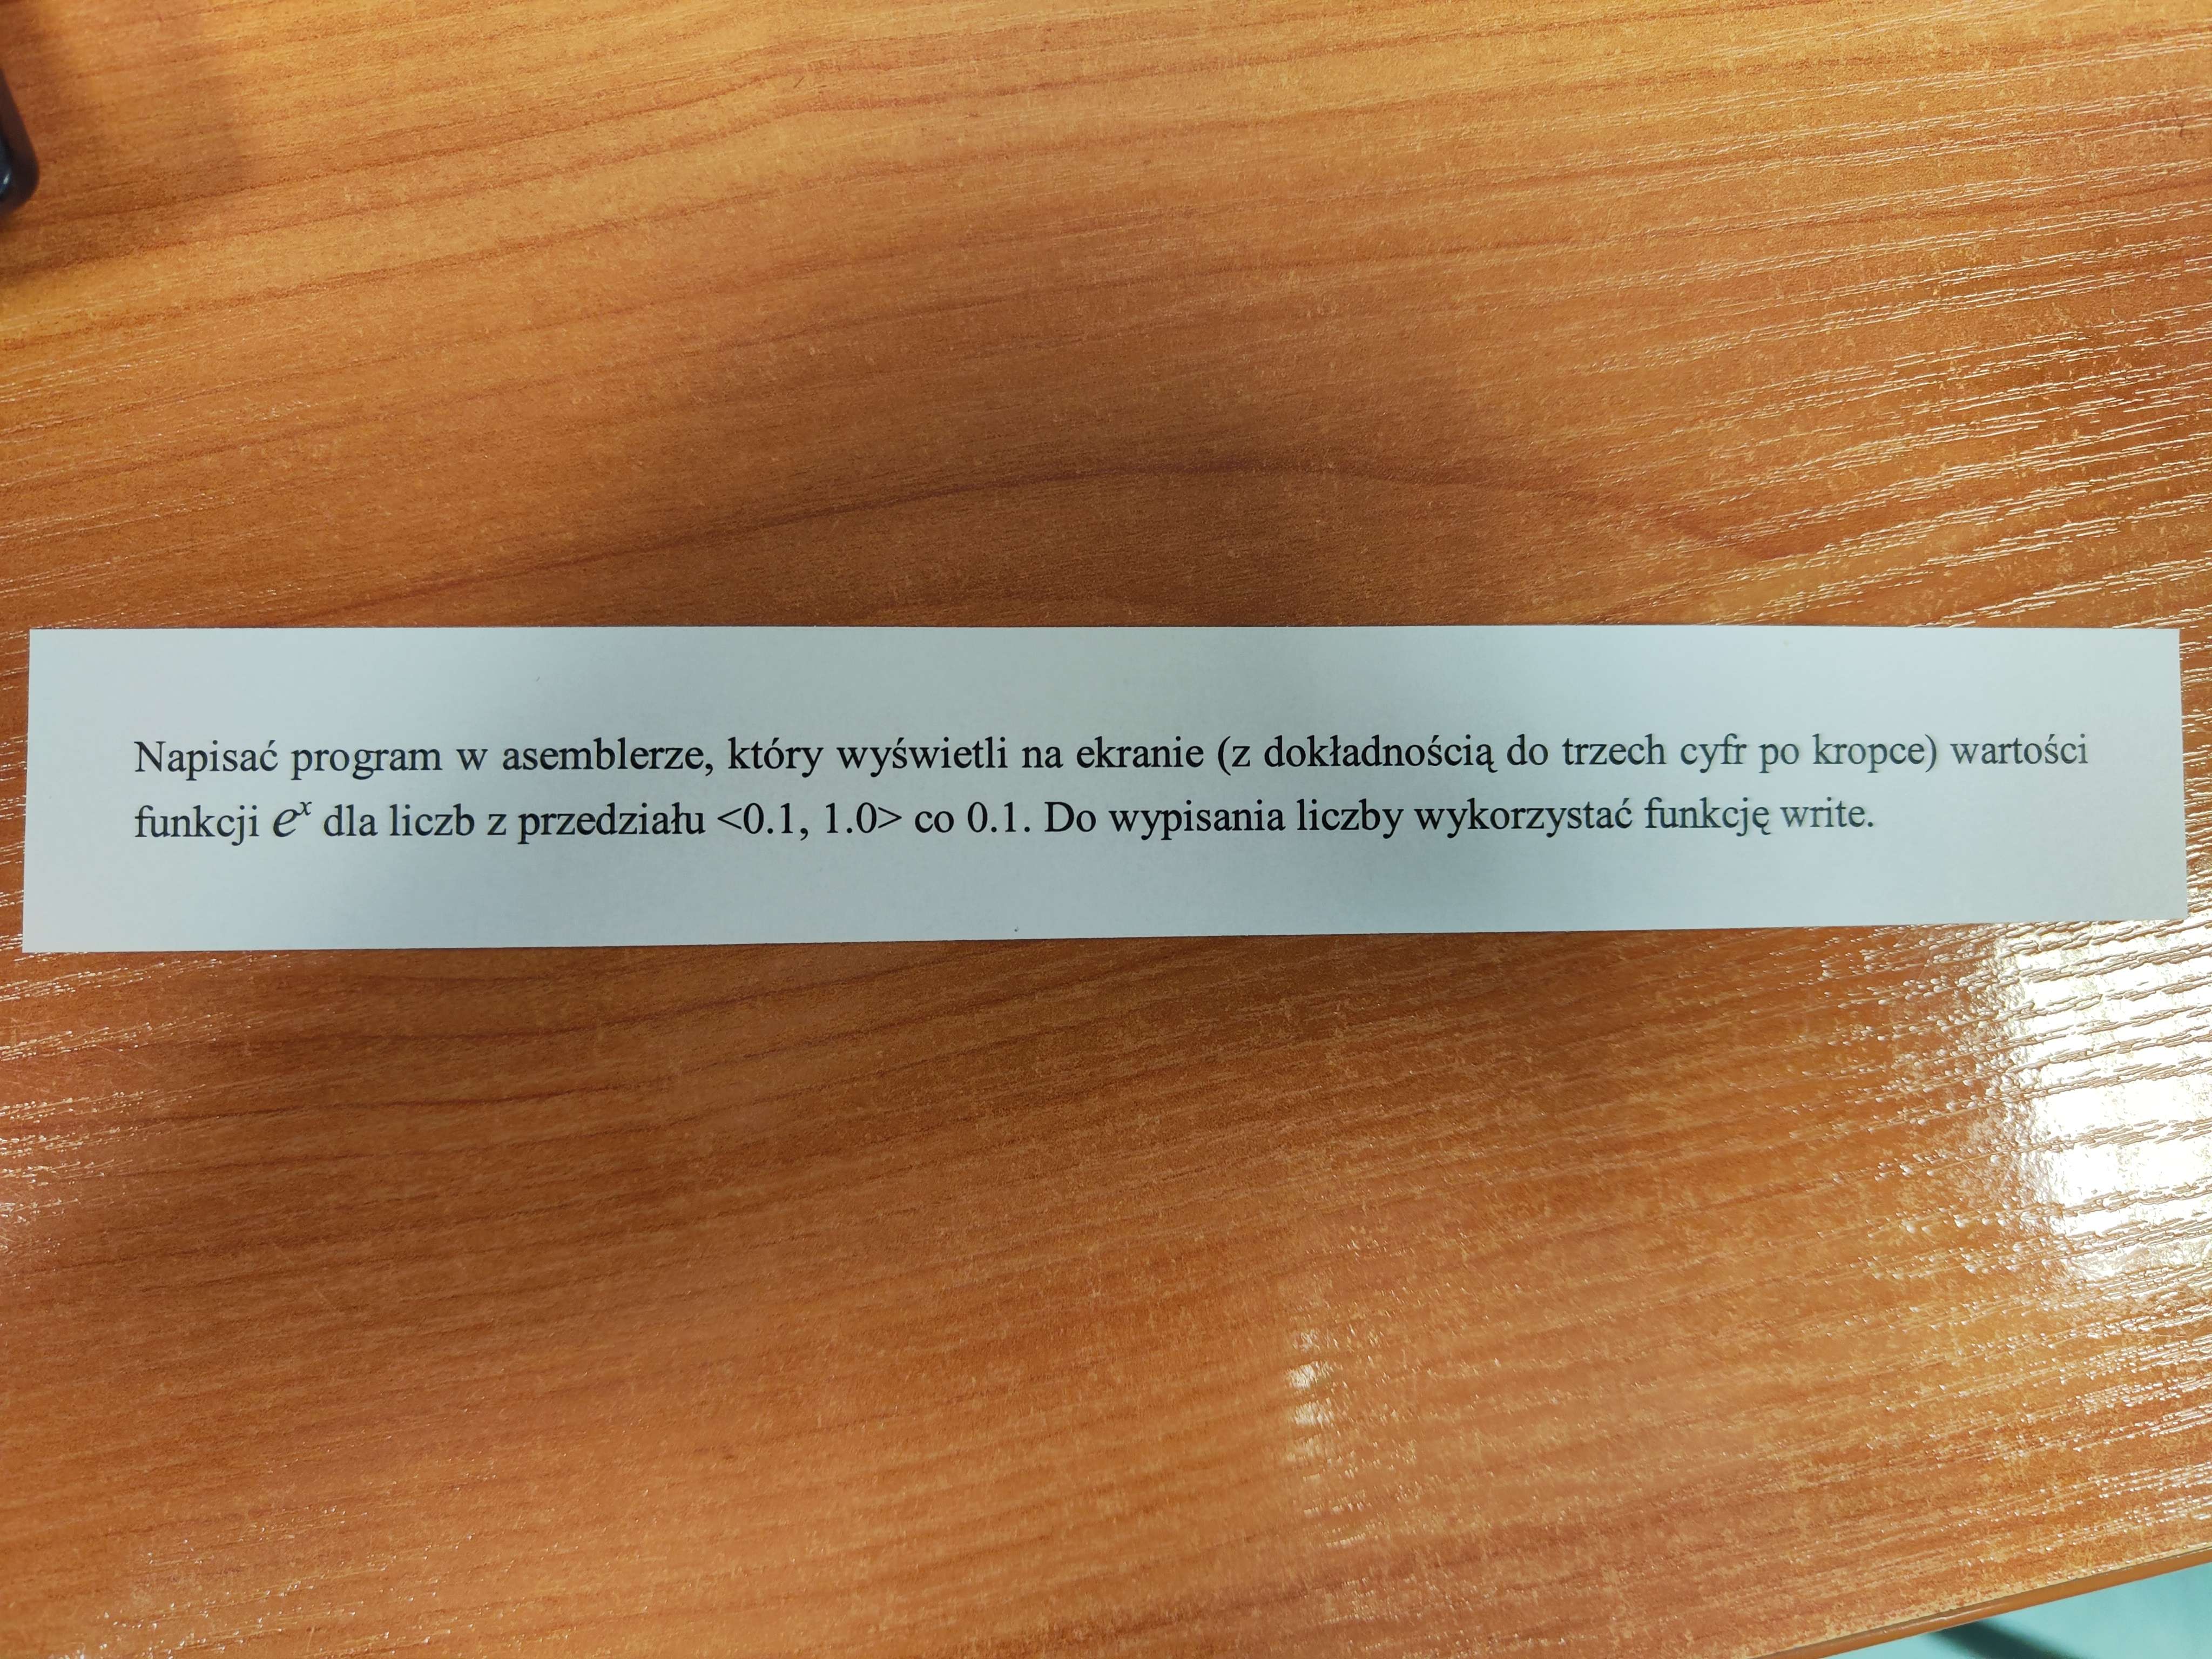 Napisać program w asemblerze, który wyświetli na ekranie (z dokładnością do trzech cyfr po kropce) wartości
funkcji eˣ dla liczb z przedziału <0.1, 1.0> co 0.1. Do wypisania liczby wykorzystać funkcję write.